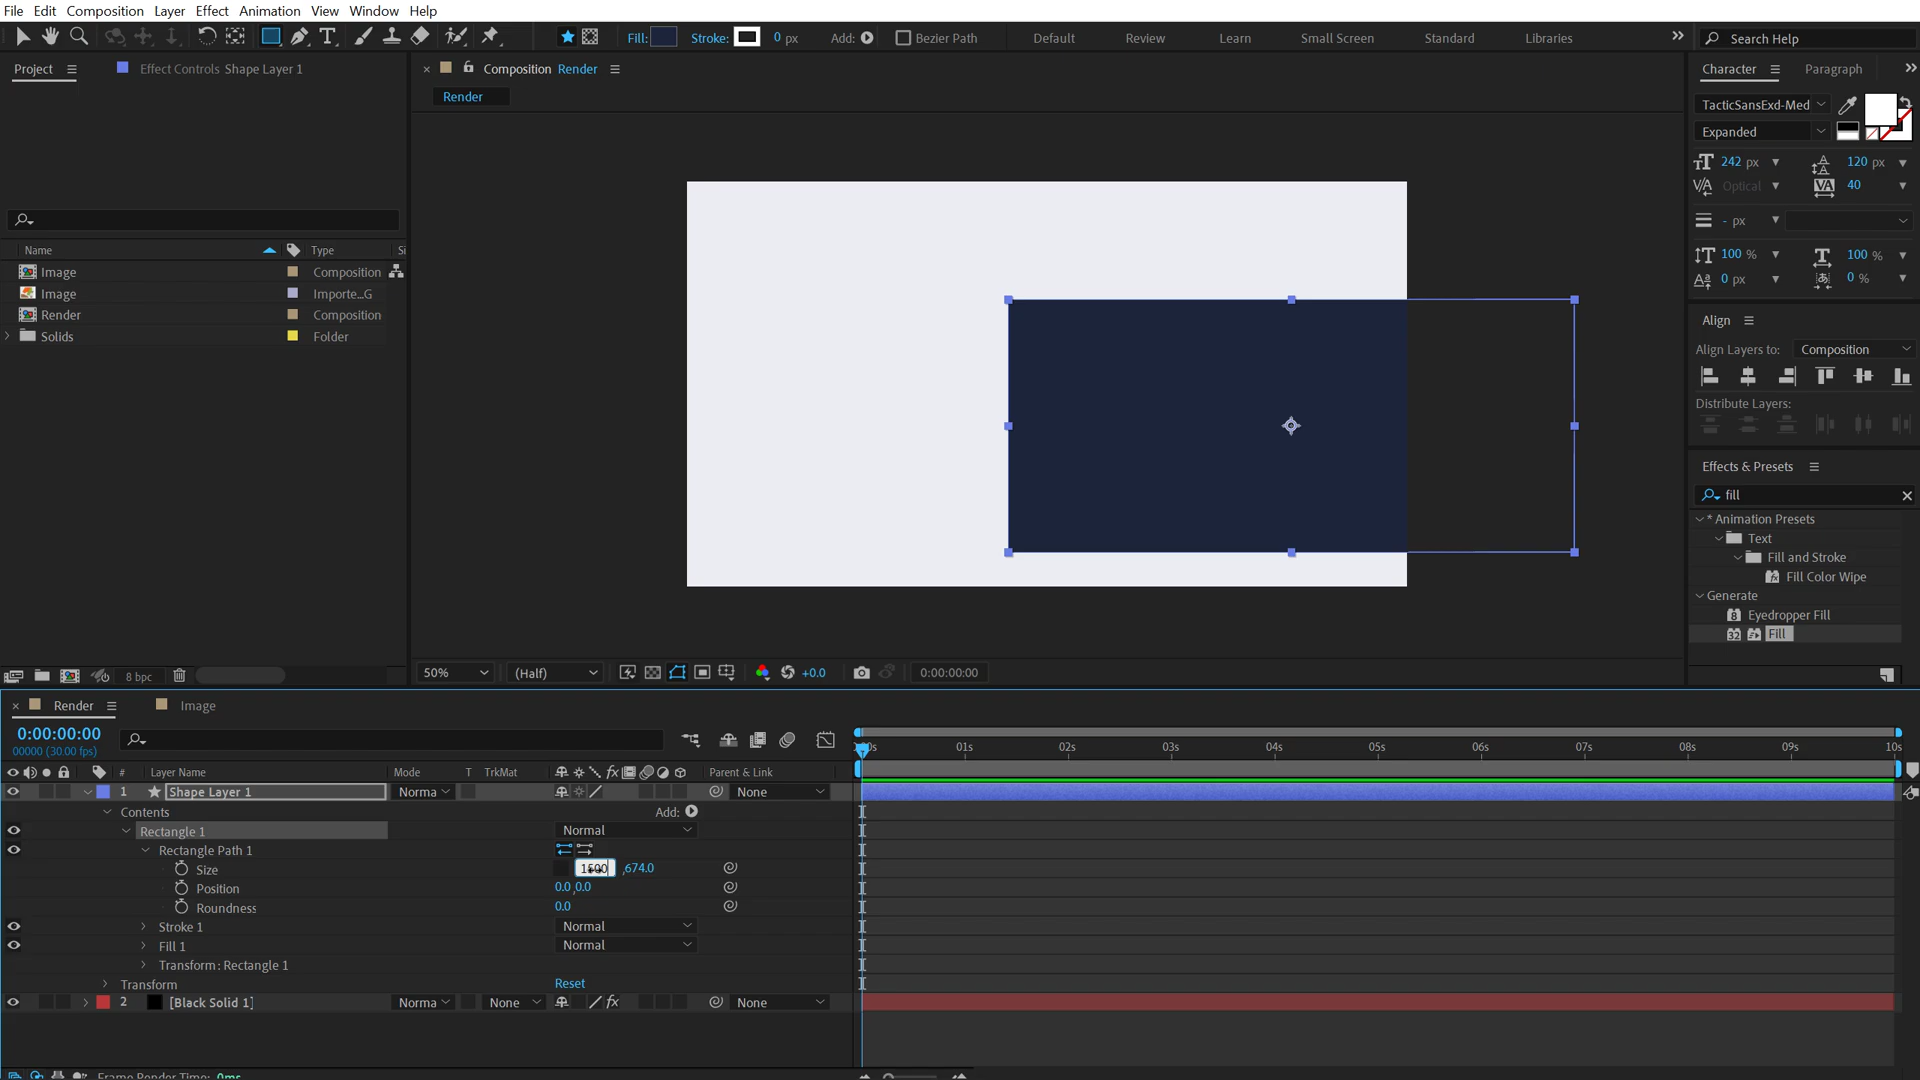 File Edit Composition Layer Effect Animation View Window Help
Fill: Stroke: 0 px Add: Bezier Path Default Review Learn Small Screen Standard Libraries Search Help
Project Effect Controls Shape Layer 1 Composition Render Character Paragraph
Render
TacticSansExd-Med
Expanded
242 px 120 px
Optical 40
- px
100 % 100 %
0 px 0 %
Name Type Si
Image Composition
Image Importe...G
Render Composition
Solids Folder
Align
Align Layers to: Composition
Distribute Layers:
Effects & Presets
fill
* Animation Presets
Text
Fill and Stroke
Fill Color Wipe
Generate
Eyedropper Fill
Fill
8 bpc 50% (Half) +0.0 0:00:00:00
Render Image
0:00:00:00
00000 (30.00 fps)
01s 02s 03s 04s 05s 06s 07s 08s 09s 10s
# Layer Name Mode T TrkMat Parent & Link
1 Shape Layer 1 Norma None
Contents Add:
Rectangle 1 Normal
Rectangle Path 1
Size 1500 ,674.0
Position 0.0,0.0
Roundness 0.0
Stroke 1 Normal
Fill 1 Normal
Transform: Rectangle 1
Transform Reset
2 [Black Solid 1] Norma None None
Frame Render Time: 0ms